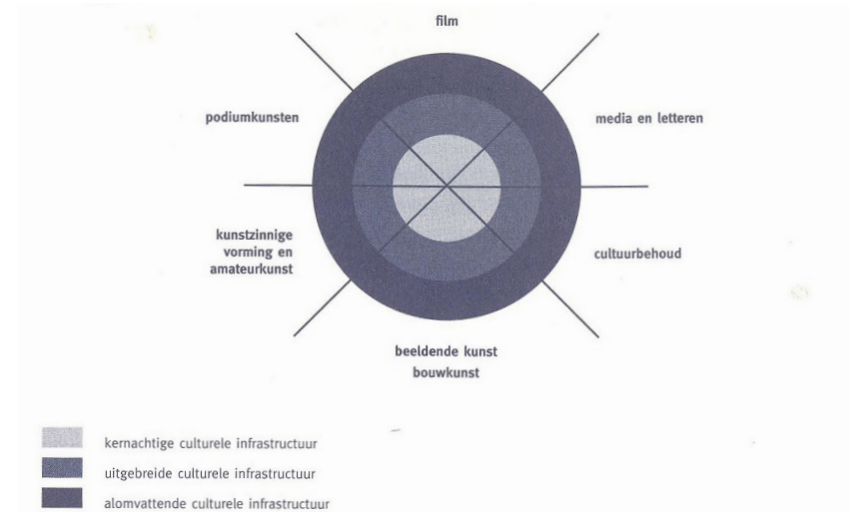 film
podiumkunsten
media en letteren
kunstzinnige
vorming en
amateurkunst
cultuurbehoud
beeldende kunst
bouwkunst
kernachtige culturele infrastructuur
uitgebreide culturele infrastructuur
alomvattende culturele infrastructuur